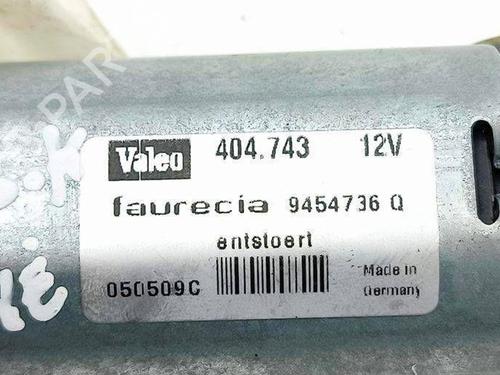 Valeo 404.743 12V
faurecia 9454736 Q
entstoert
050509C Made in
Germany